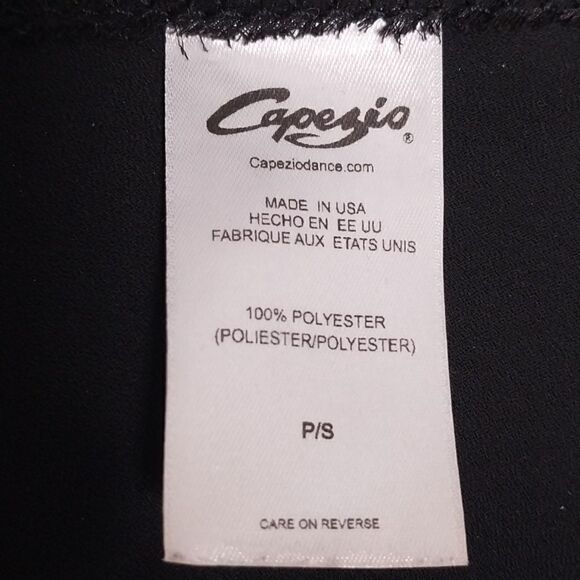 Capezio®
Capeziodance.com
MADE IN USA
HECHO EN EE UU
FABRIQUE AUX ETATS UNIS
100% POLYESTER
(POLIESTER/POLYESTER)
P/S
CARE ON REVERSE